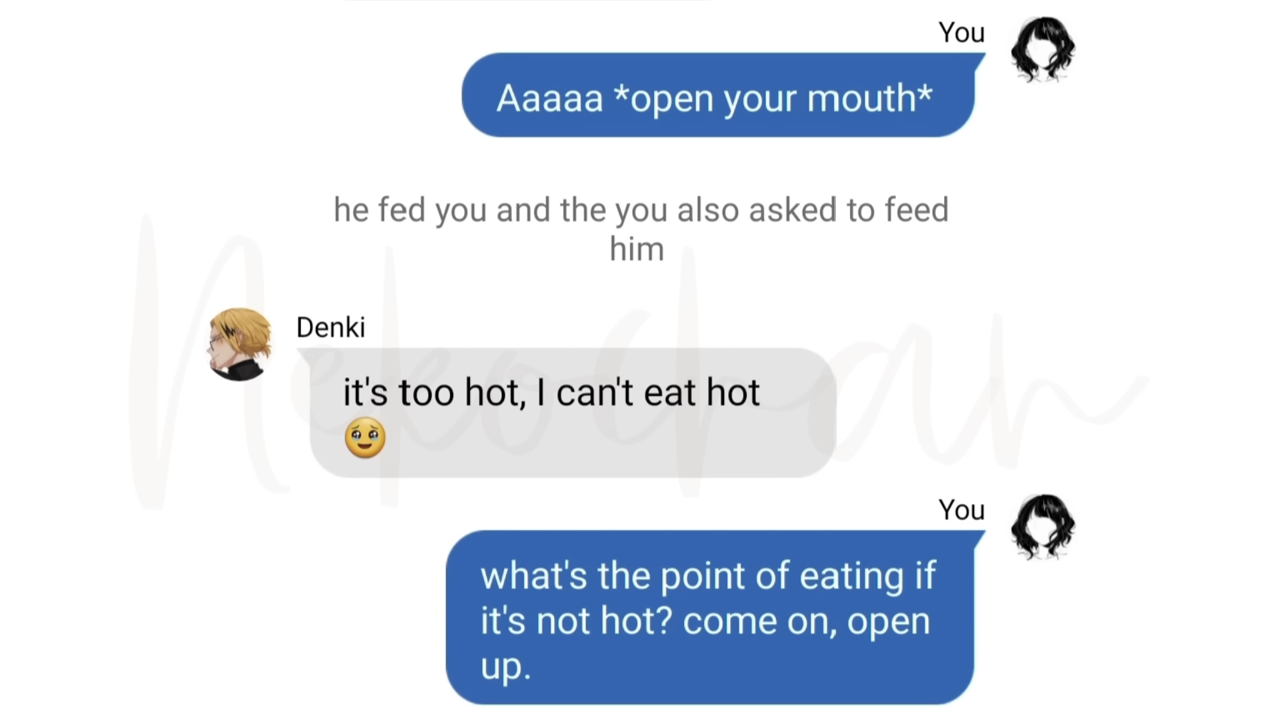 You
Aaaaa *open your mouth*
he fed you and the you also asked to feed
him
Denki
it's too hot, I can't eat hot
🥹
You
what's the point of eating if
it's not hot? come on, open
up.
Nekochan